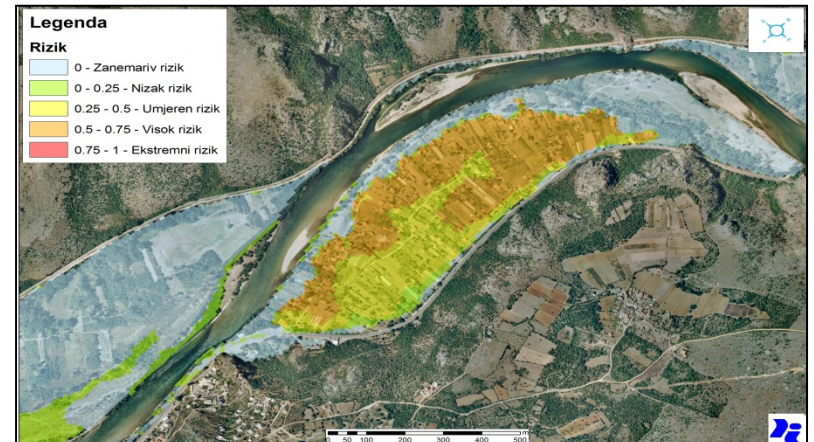 Legenda
Rizik
0 - Zanemariv rizik
0 - 0.25 - Nizak rizik
0.25 - 0.5 - Umjeren rizik
0.5 - 0.75 - Visok rizik
0.75 - 1 - Ekstremni rizik
m
0 50 100 200 300 400 500